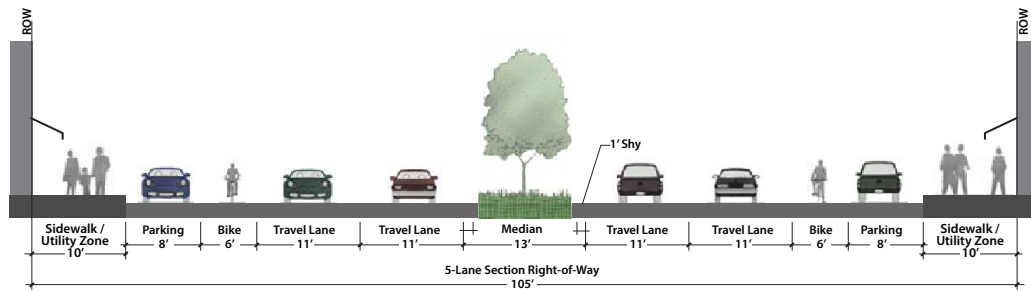 ROW
ROW
1' Shy
Sidewalk /
Utility Zone
10'
Parking
8'
Bike
6'
Travel Lane
11'
Travel Lane
11'
Median
13'
Travel Lane
11'
Travel Lane
11'
Bike
6'
Parking
8'
Sidewalk /
Utility Zone
10'
5-Lane Section Right-of-Way
105'